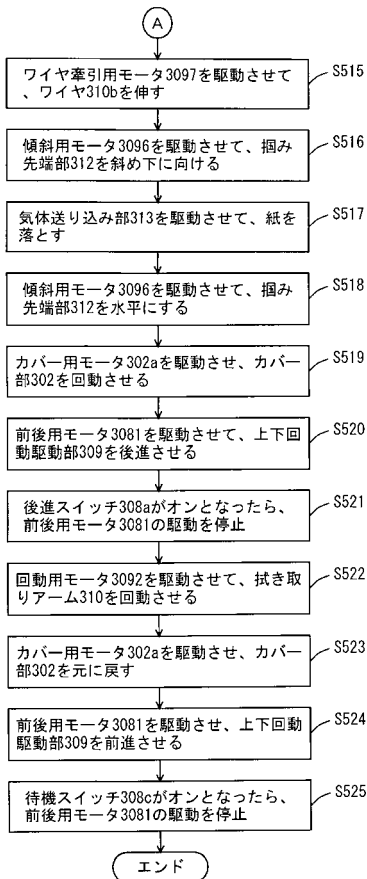 A
ワイヤ牽引用モータ3097を駆動させて
、ワイヤ310bを伸す
S515
傾斜用モータ3096を駆動させて、掴み
先端部312を斜め下に向ける
S516
気体送り込み部313を駆動させて、紙を
落とす
S517
傾斜用モータ3096を駆動させて、掴み
先端部312を水平にする
S518
カバー用モータ302aを駆動させ、カバー
部302を回動させる
S519
前後用モータ3081を駆動させて、上下回
動駆動部309を後進させる
S520
後進スイッチ308aがオンとなったら、
前後用モータ3081の駆動を停止
S521
回動用モータ3092を駆動させて、拭き取
りアーム310を回動させる
S522
カバー用モータ302aを駆動させ、カバー
部302を元に戻す
S523
前後用モータ3081を駆動させ、上下回動
駆動部309を前進させる
S524
待機スイッチ308cがオンとなったら、
前後用モータ3081の駆動を停止
S525
エンド